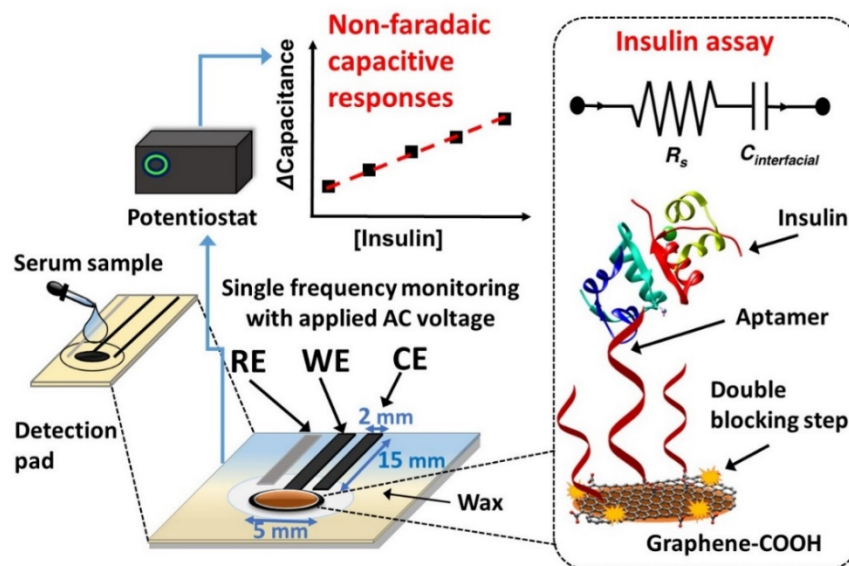 Non-faradaic
capacitive
responses
ΔCapacitance
[Insulin]
Potentiostat
Serum sample
Single frequency monitoring
with applied AC voltage
RE
WE
CE
2 mm
15 mm
5 mm
Detection
pad
Wax
Insulin assay
Rs
Cinterfacial
Insulin
Aptamer
Double
blocking step
Graphene-COOH